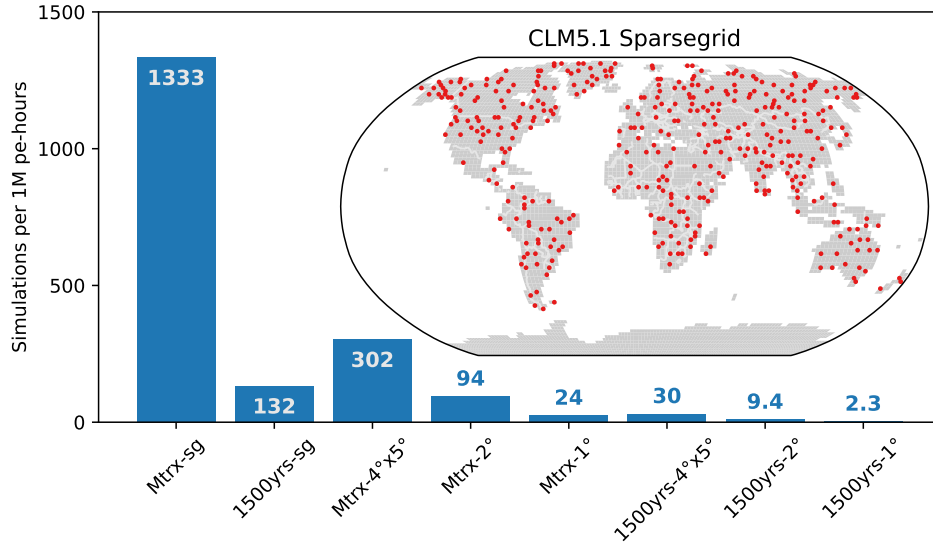 CLM5.1 Sparsegrid
Simulations per 1M pe-hours
1500
1000
500
0
1333
132
302
94
24
30
9.4
2.3
Mtrx-sg
1500yrs-sg
Mtrx-4°x5°
Mtrx-2°
Mtrx-1°
1500yrs-4°x5°
1500yrs-2°
1500yrs-1°